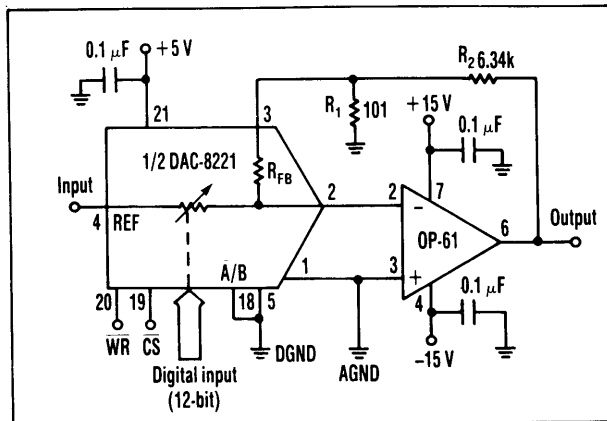 0.1 μF
+5 V
R2 6.34k
21
3
R1
101
+15 V
0.1 μF
1/2 DAC-8221
RFB
7
Input
2
2
−
6
Output
4
REF
OP-61
A/B
1
3
+
4
0.1 μF
20
19
18
5
WR
CS
DGND
AGND
−15 V
Digital input
(12-bit)